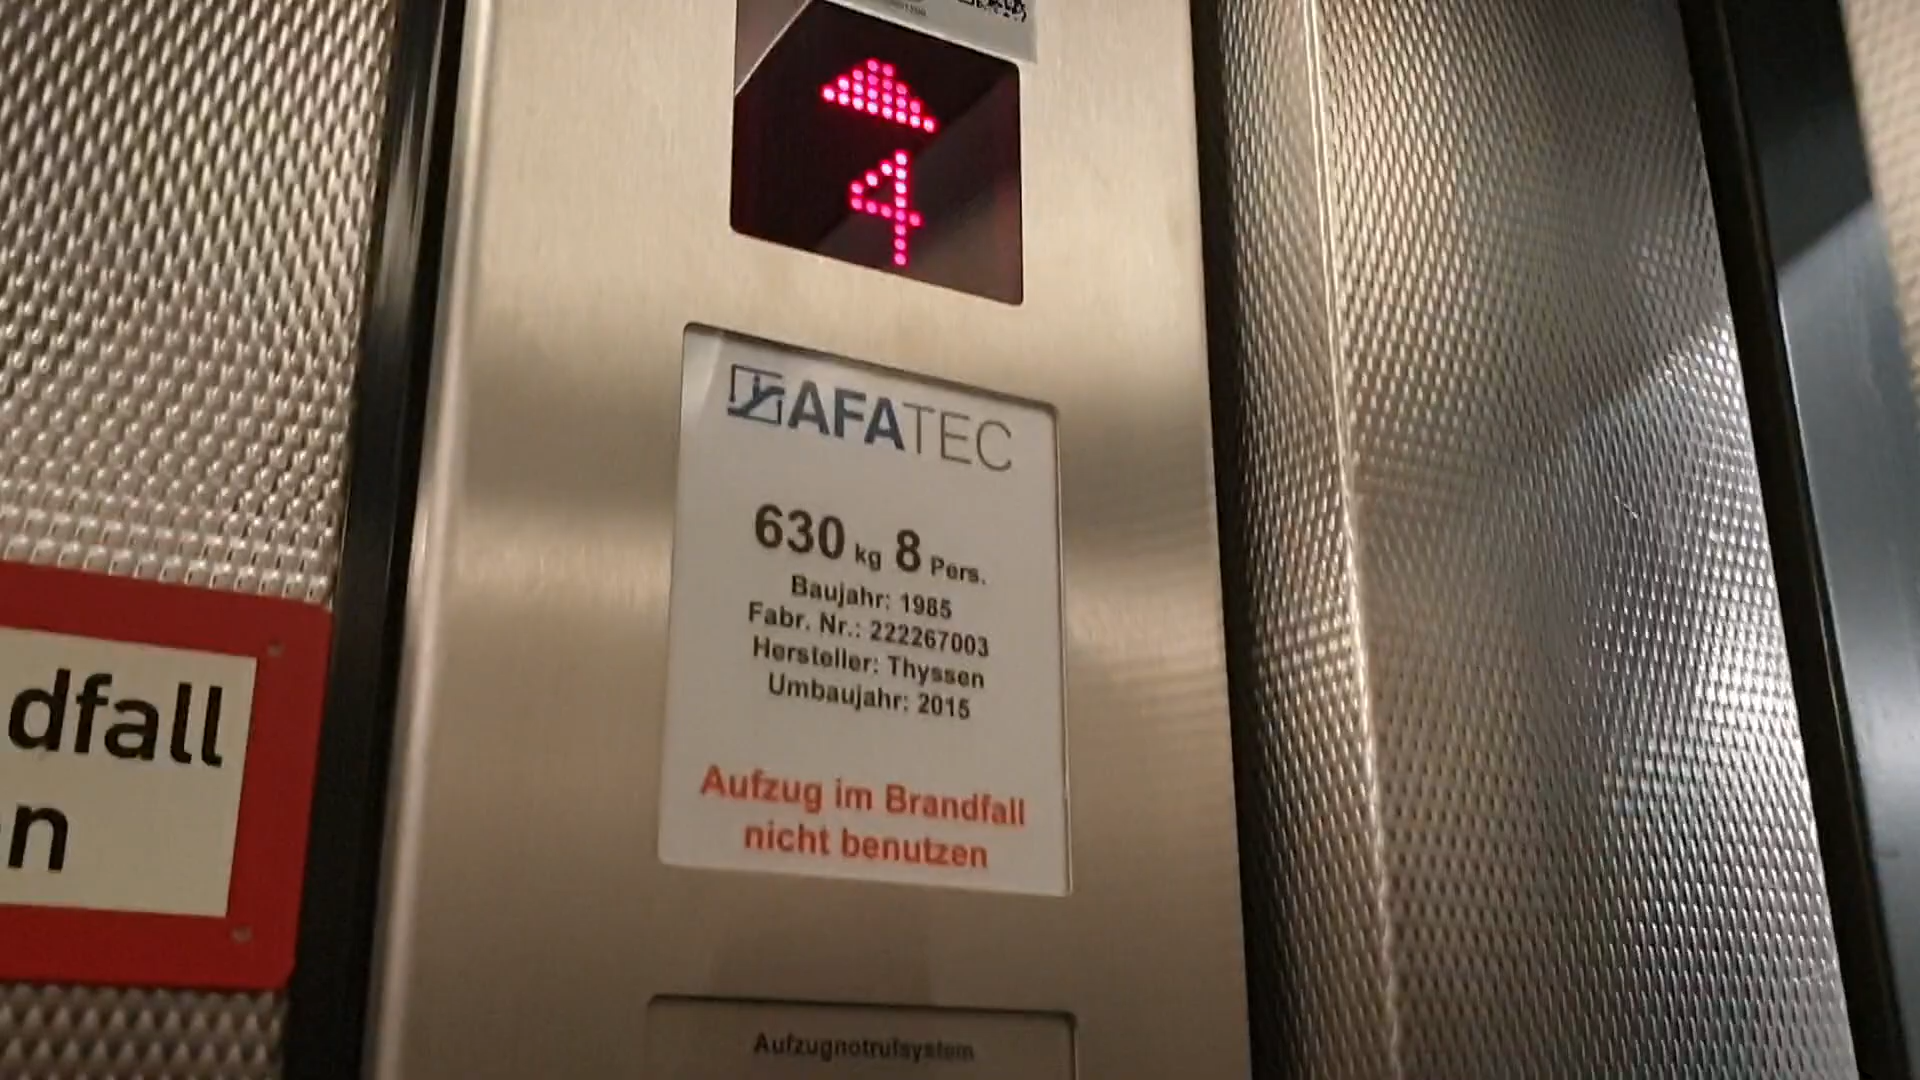 4
AFATEC
630 kg 8 Pers.
Baujahr: 1985
Fabr. Nr.: 222267003
Hersteller: Thyssen
Umbaujahr: 2015
Aufzug im Brandfall
nicht benutzen
dfall
n
Aufzugnotrufsystem